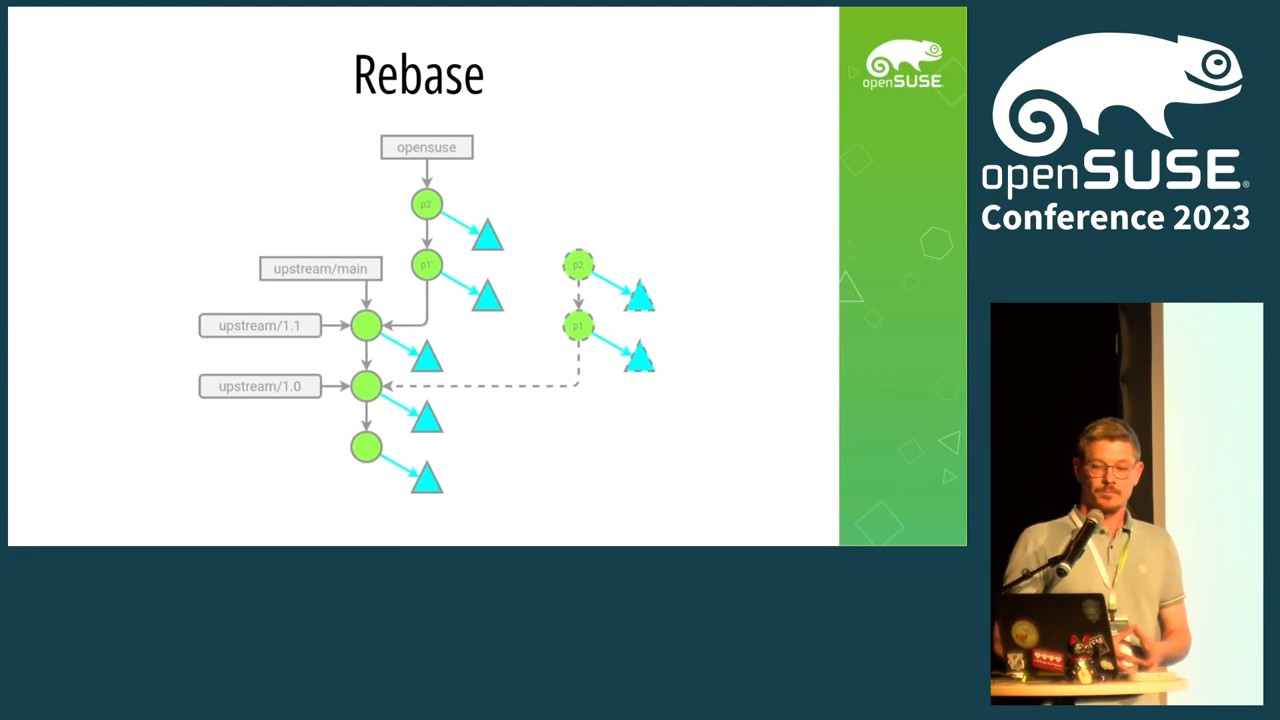 Rebase
opensuse
p2'
upstream/main
p1'
p2
upstream/1.1
p1
upstream/1.0
openSUSE
openSUSE
Conference 2023